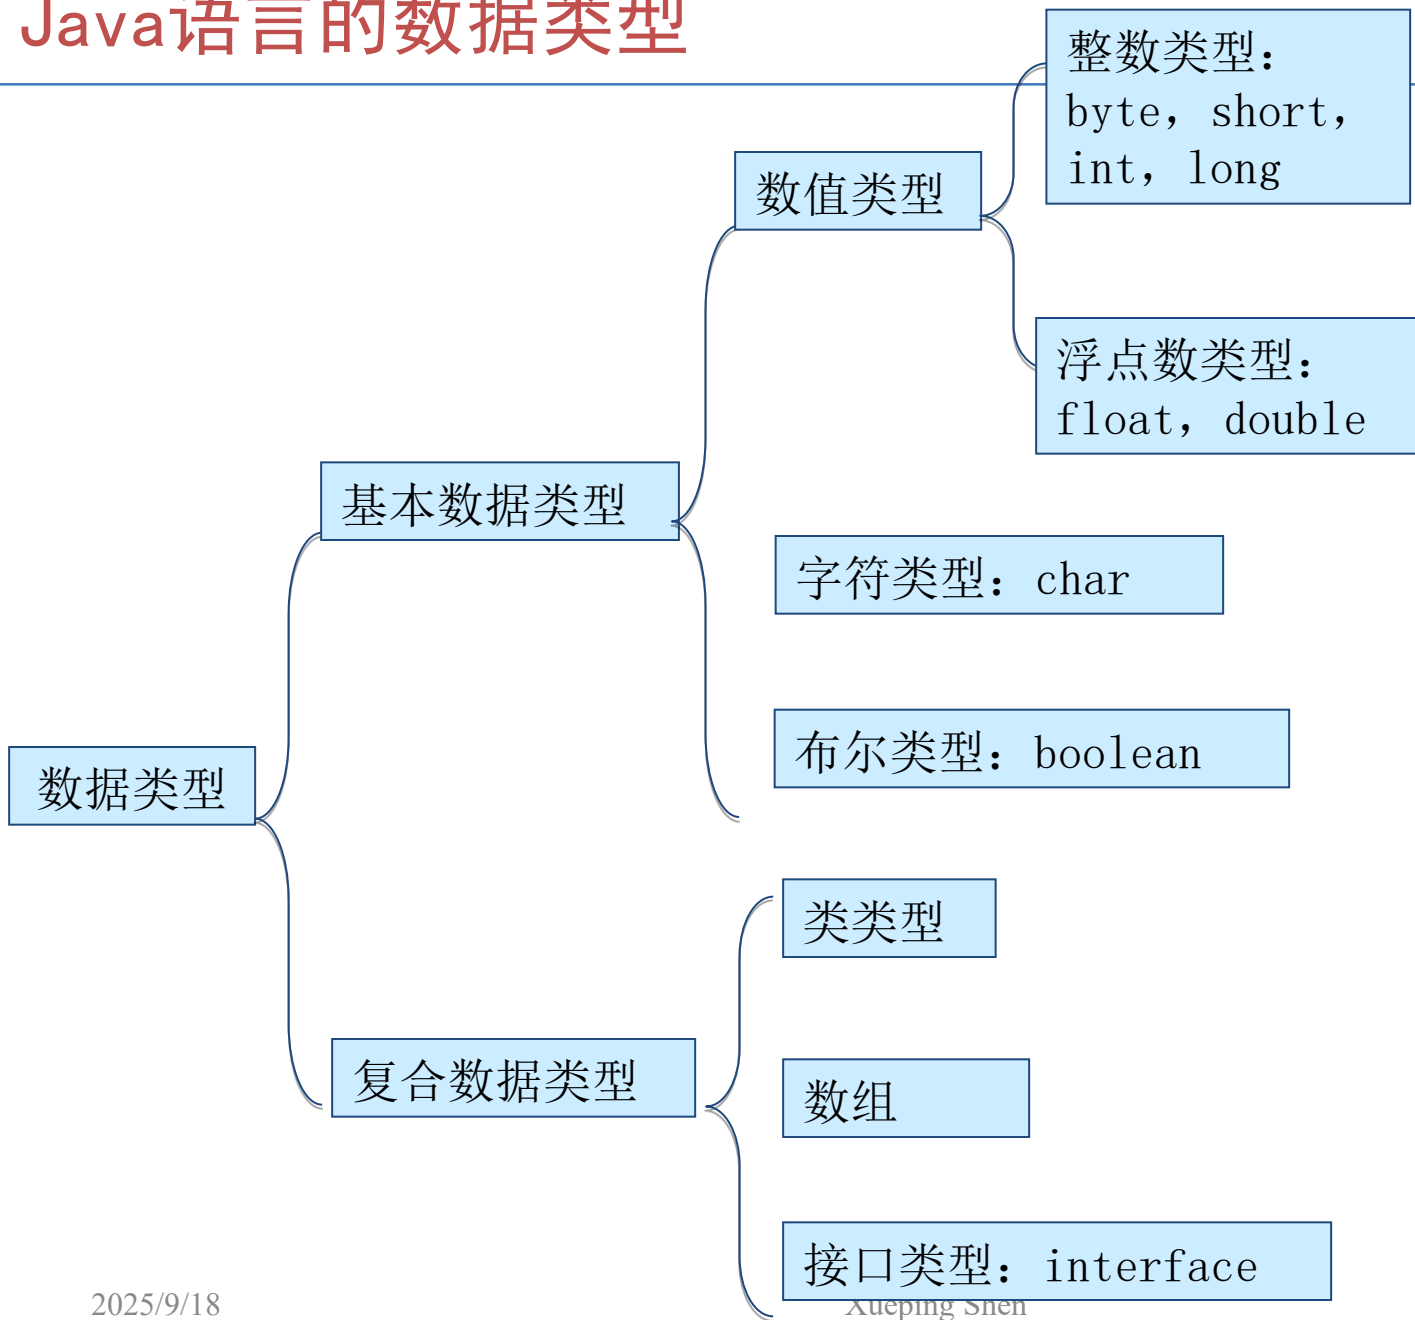 Java语言的数据类型
整数类型：
byte，short，
int，long
数值类型
浮点数类型：
float，double
基本数据类型
字符类型：char
布尔类型：boolean
数据类型
类类型
复合数据类型
数组
接口类型：interface
2025/9/18
Xueping Shen